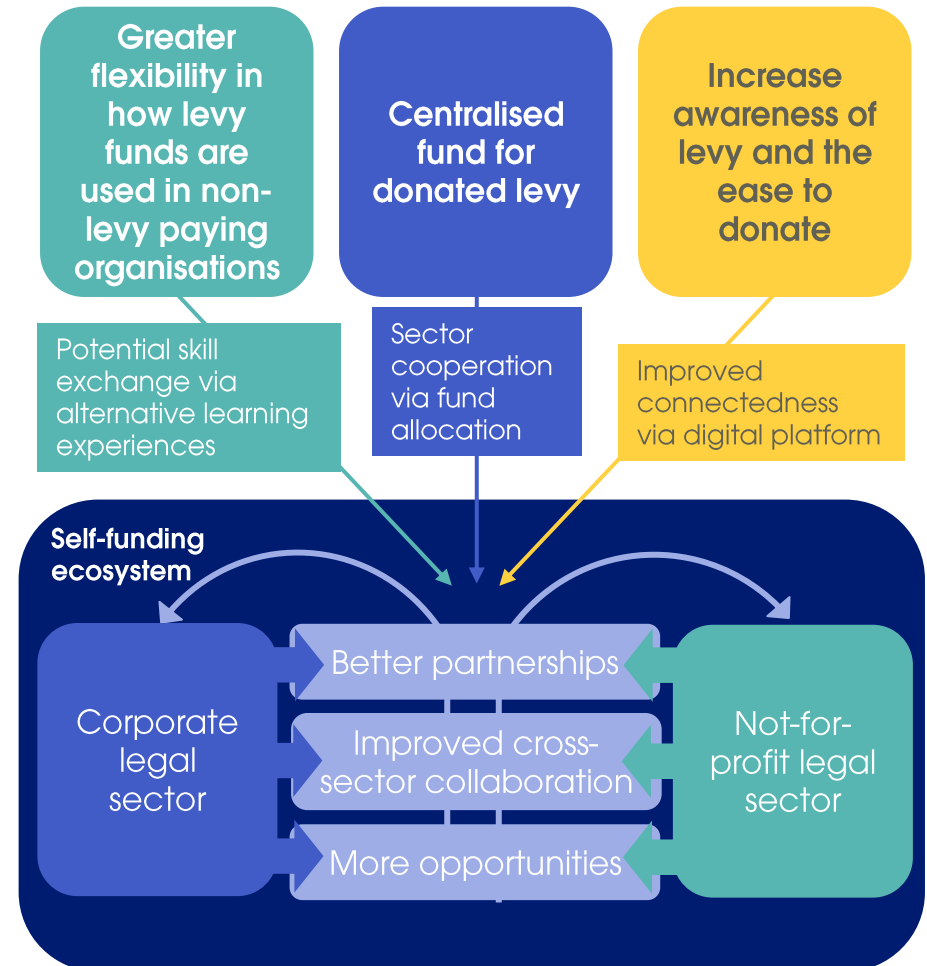 Greater
flexibility in
how levy
funds are
used in non-
levy paying
organisations
Centralised
fund for
donated levy
Increase
awareness of
levy and the
ease to
donate
Potential skill
exchange via
alternative learning
experiences
Sector
cooperation
via fund
allocation
Improved
connectedness
via digital platform
Self-funding
ecosystem
Corporate
legal
sector
Better partnerships
Improved cross-
sector collaboration
More opportunities
Not-for-
profit legal
sector